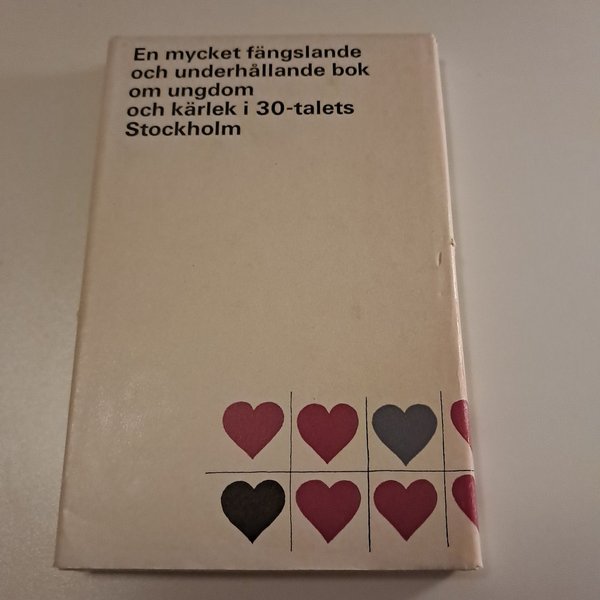 En mycket fängslande
och underhållande bok
om ungdom
och kärlek i 30-talets
Stockholm